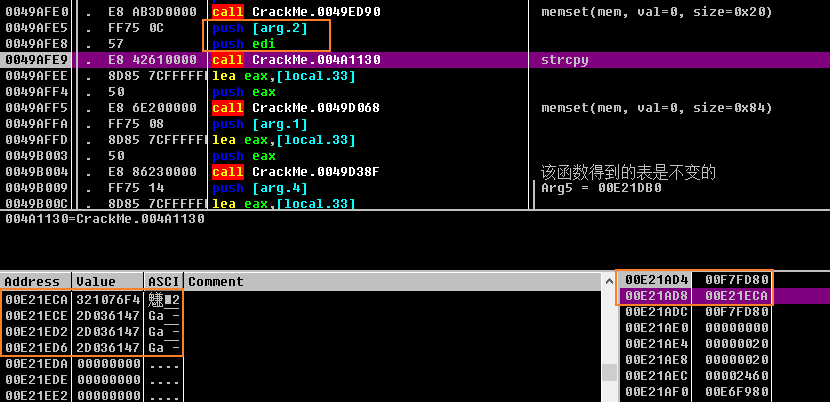 0049AFE0 . E8 AB3D0000 call CrackMe.0049ED90 memset(mem, val=0, size=0x20)
0049AFE5 . FF75 0C push [arg.2]
0049AFE8 . 57 push edi
0049AFE9 . E8 42610000 call CrackMe.004A1130 strcpy
0049AFEE . 8D85 7CFFFFFF lea eax,[local.33]
0049AFF4 . 50 push eax
0049AFF5 . E8 6E200000 call CrackMe.0049D068 memset(mem, val=0, size=0x84)
0049AFFA . FF75 08 push [arg.1]
0049AFFD . 8D85 7CFFFFFF lea eax,[local.33]
0049B003 . 50 push eax
0049B004 . E8 86230000 call CrackMe.0049D38F 该函数得到的表是不变的
0049B009 . FF75 14 push [arg.4] Arg5 = 00E21DB0
0049B00C . 8D85 7CFFFFFF lea eax,[local.33]
004A1130=CrackMe.004A1130
Address Value ASCI Comment
00E21ECA 321076F4 2
00E21ECE 2D036147 Ga -
00E21ED2 2D036147 Ga -
00E21ED6 2D036147 Ga -
00E21EDA 00000000 ....
00E21EDE 00000000 ....
00E21EE2 00000000 ....
00E21AD4 00F7FD80
00E21AD8 00E21ECA
00E21ADC 00F7FD80
00E21AE0 00000000
00E21AE4 00000020
00E21AE8 00000020
00E21AEC 00002460
00E21AF0 00E6F980